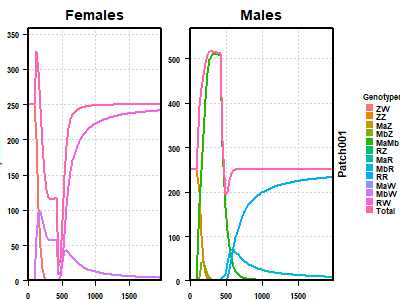 Females
Males
350
300
250
200
150
100
50
0
0
500
1000
1500
500
400
300
200
100
0
0
500
1000
1500
Patch001
Genotypes
ZW
ZZ
MaZ
MbZ
MaMb
RZ
MaR
MbR
RR
MaW
MbW
RW
Total